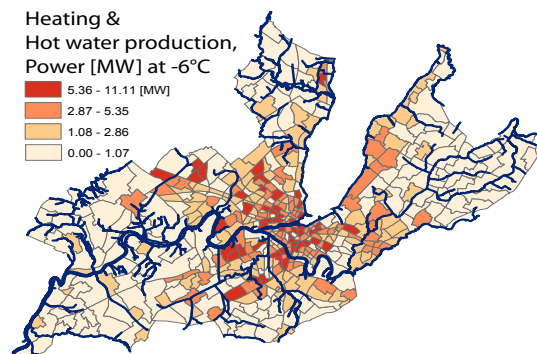 Heating &
Hot water production,
Power [MW] at -6°C
5.36 - 11.11 [MW]
2.87 - 5.35
1.08 - 2.86
0.00 - 1.07